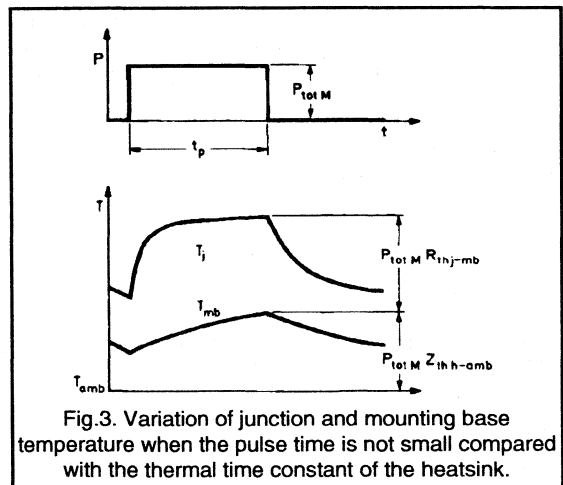 P
P tot M
t
t p
T
T j
P tot M R th j-mb
T mb
P tot M Z th h-amb
T amb
Fig.3. Variation of junction and mounting base
temperature when the pulse time is not small compared
with the thermal time constant of the heatsink.